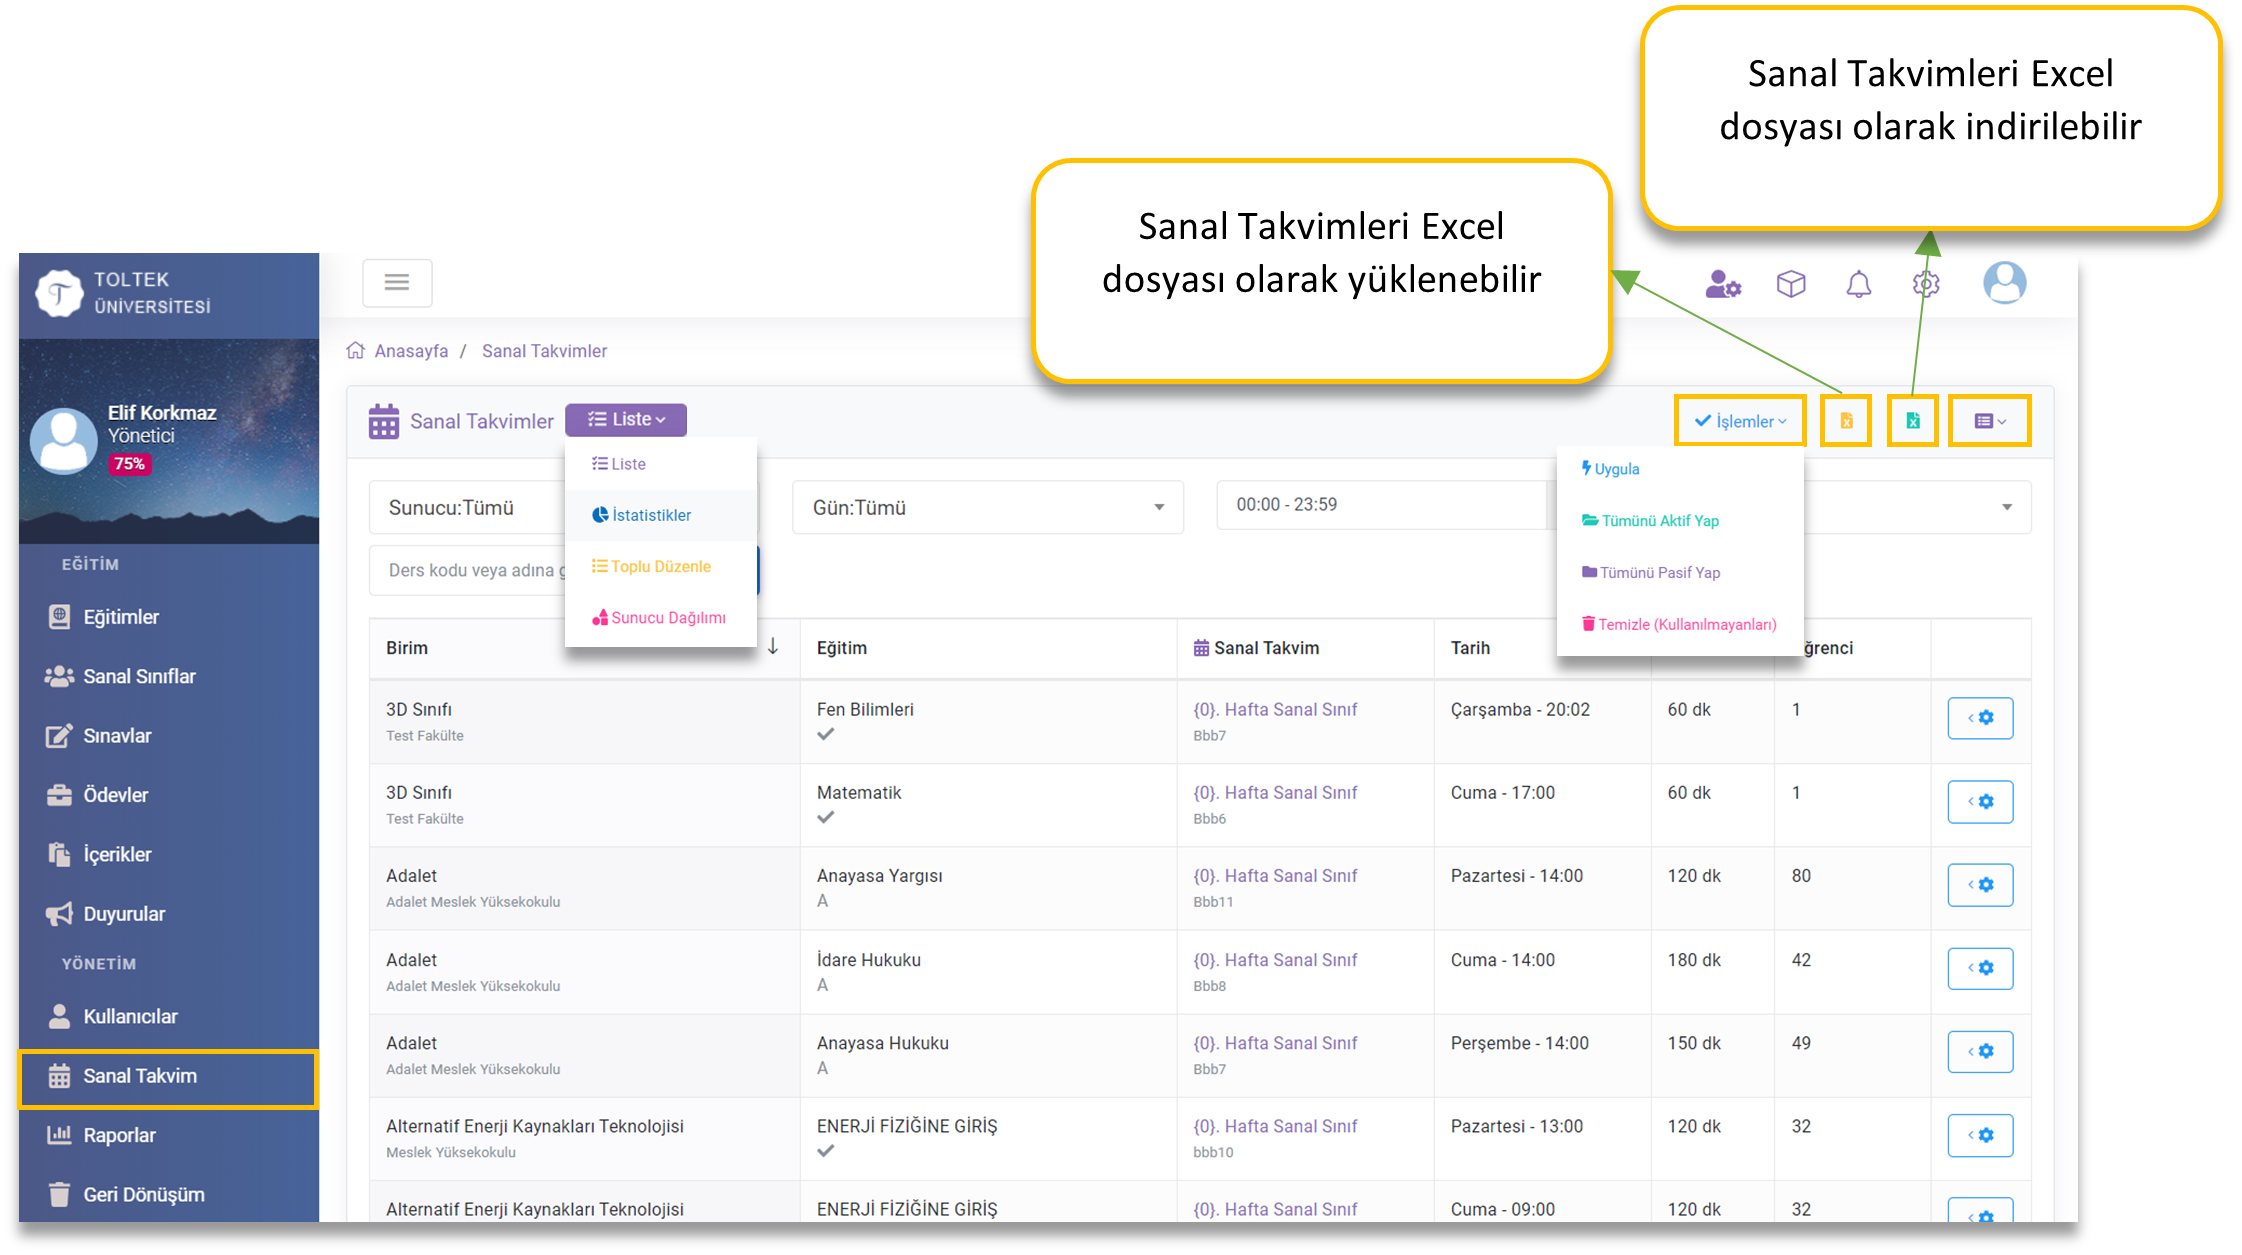 Sanal Takvimleri Excel
dosyası olarak indirilebilir
Sanal Takvimleri Excel
dosyası olarak yüklenebilir
TOLTEK
ÜNİVERSİTESİ
Elif Korkmaz
Yönetici
75%
EĞİTİM
Eğitimler
Sanal Sınıflar
Sınavlar
Ödevler
İçerikler
Duyurular
YÖNETİM
Kullanıcılar
Sanal Takvim
Raporlar
Geri Dönüşüm
Anasayfa / Sanal Takvimler
Sanal Takvimler Liste
İşlemler
Liste
İstatistikler
Toplu Düzenle
Sunucu Dağılımı
Uygula
Tümünü Aktif Yap
Tümünü Pasif Yap
Temizle (Kullanılmayanları)
Sunucu:Tümü Gün:Tümü 00:00 - 23:59
Ders kodu veya adına g
Birim Eğitim Sanal Takvim Tarih ğrenci
3D Sınıfı Fen Bilimleri {0}. Hafta Sanal Sınıf Çarşamba - 20:02 60 dk 1
Test Fakülte Bbb7
3D Sınıfı Matematik {0}. Hafta Sanal Sınıf Cuma - 17:00 60 dk 1
Test Fakülte Bbb6
Adalet Anayasa Yargısı {0}. Hafta Sanal Sınıf Pazartesi - 14:00 120 dk 80
Adalet Meslek Yüksekokulu A Bbb11
Adalet İdare Hukuku {0}. Hafta Sanal Sınıf Cuma - 14:00 180 dk 42
Adalet Meslek Yüksekokulu A Bbb8
Adalet Anayasa Hukuku {0}. Hafta Sanal Sınıf Perşembe - 14:00 150 dk 49
Adalet Meslek Yüksekokulu A Bbb7
Alternatif Enerji Kaynakları Teknolojisi ENERJİ FİZİĞİNE GİRİŞ {0}. Hafta Sanal Sınıf Pazartesi - 13:00 120 dk 32
Meslek Yüksekokulu bbb10
Alternatif Enerji Kaynakları Teknolojisi ENERJİ FİZİĞİNE GİRİŞ {0}. Hafta Sanal Sınıf Cuma - 09:00 120 dk 32